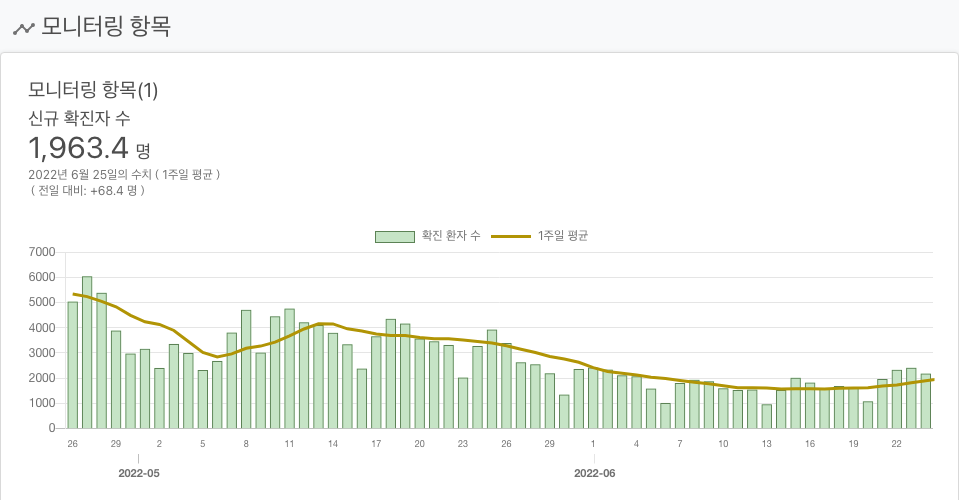 모니터링 항목
모니터링 항목(1)
신규 확진자 수
1,963.4 명
2022년 6월 25일의 수치 ( 1주일 평균 )
( 전일 대비: +68.4 명 )
확진 환자 수 1주일 평균
7000
6000
5000
4000
3000
2000
1000
0
26 29 2 5 8 11 14 17 20 23 26 29 1 4 7 10 13 16 19 22
2022-05 2022-06